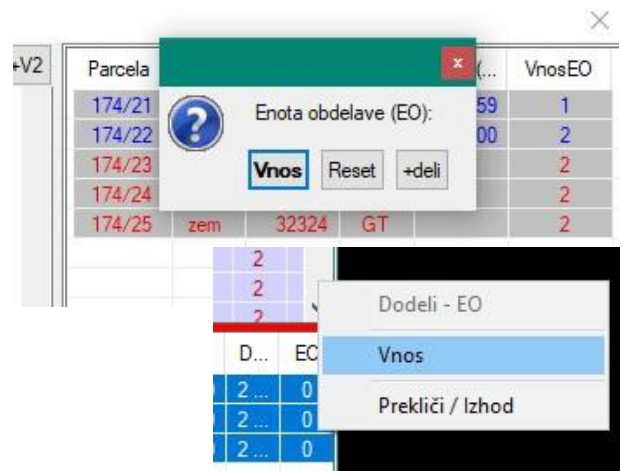 +V2 Parcela (... VnosEO
174/21 59 1
Enota obdelave (EO):
174/22 00 2
174/23 Vnos Reset +deli 2
174/24 2
174/25 zem 32324 GT 2
2
2
2
Dodeli - EO
D... EO Vnos
2 ... 0
Prekliči / Izhod
2 ... 0
2 ... 0